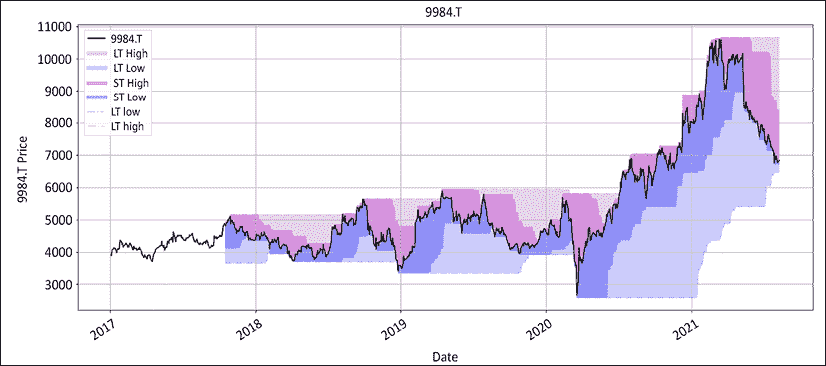 9984.T
11000
10000
9000
8000
7000
6000
5000
4000
3000
9984.T Price
9984.T
LT High
LT Low
ST High
ST Low
LT low
LT high
2017
2018
2019
2020
2021
Date